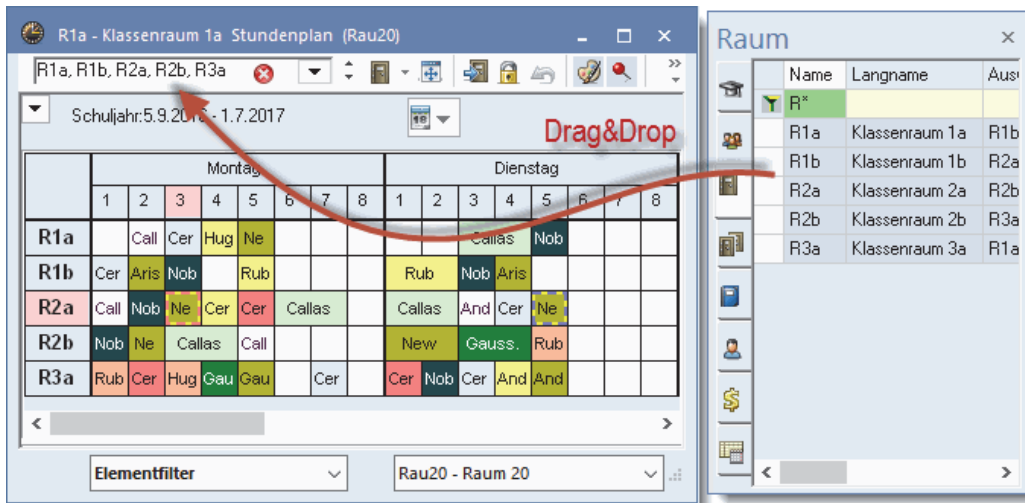 R1a - Klassenraum 1a Stundenplan (Rau20)
R1a, R1b, R2a, R2b, R3a
Schuljahr:5.9.2016 - 1.7.2017
18
Drag&Drop
Montag Dienstag
1 2 3 4 5 6 7 8 1 2 3 4 5 6 7 8
R1a Call Cer Hug Ne Callas Nob
R1b Cer Aris Nob Rub Rub Nob Aris
R2a Call Nob Ne Cer Cer Callas Callas And Cer Ne
R2b Nob Ne Callas Call New Gauss. Rub
R3a Rub Cer Hug Gau Gau Cer Cer Nob Cer And And
Elementfilter
Rau20 - Raum 20
Raum
Name Langname Ausw
R*
R1a Klassenraum 1a R1b
R1b Klassenraum 1b R2a
R2a Klassenraum 2a R2b
R2b Klassenraum 2b R3a
R3a Klassenraum 3a R1a